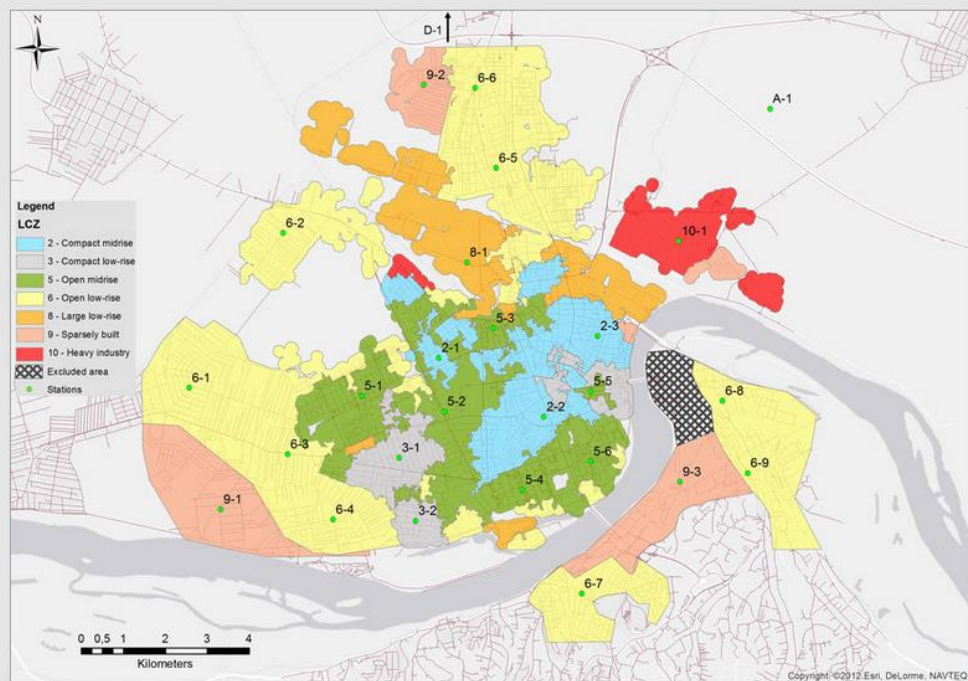 N
D-1
9-2
6-6
A-1
6-5
6-2
10-1
8-1
Legend
LCZ
2 - Compact midrise
3 - Compact low-rise
5 - Open midrise
6 - Open low-rise
8 - Large low-rise
9 - Sparsely built
10 - Heavy industry
Excluded area
Stations
5-3
2-3
2-1
6-1
5-1
5-5
6-8
5-2
2-2
6-3
3-1
5-6
9-3
6-9
5-4
9-1
6-4
3-2
6-7
0 0,5 1 2 3 4
Kilometers
Copyright: ©2012 Esri, DeLorme, NAVTEQ